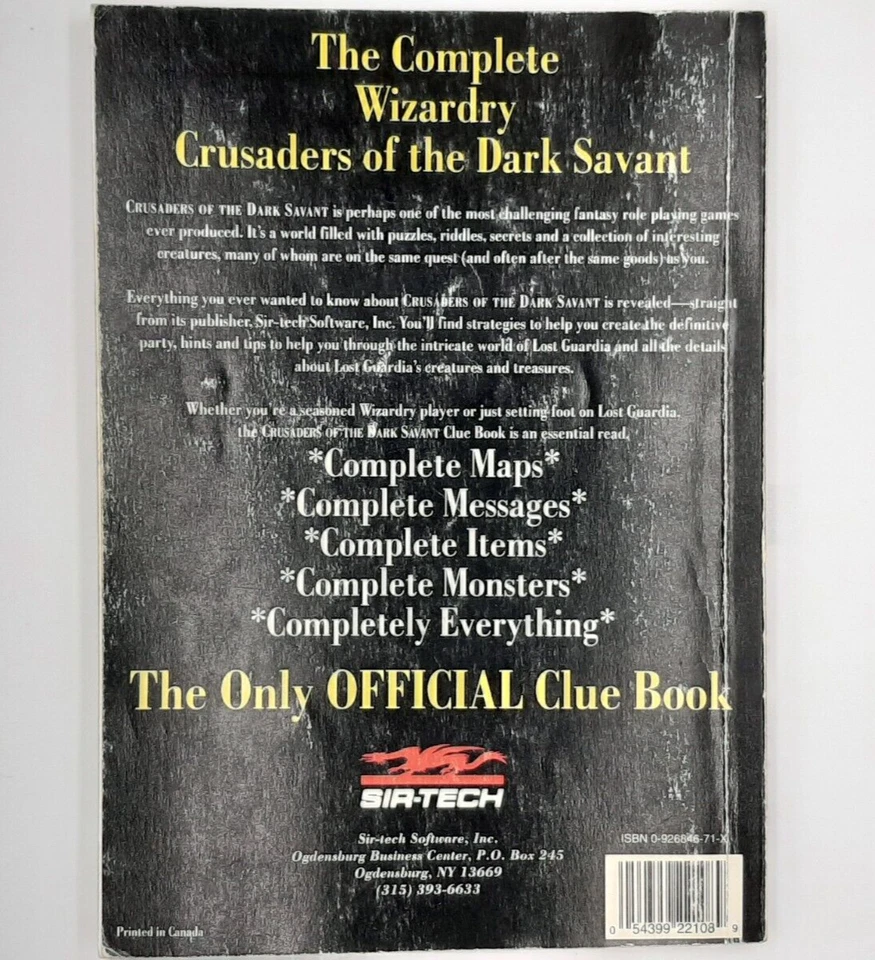 The Complete
Wizardry
Crusaders of the Dark Savant
CRUSADERS OF THE DARK SAVANT is perhaps one of the most challenging fantasy role playing games
ever produced. It's a world filled with puzzles, riddles, secrets and a collection of interesting
creatures, many of whom are on the same quest (and often after the same goods) as you.
Everything you ever wanted to know about CRUSADERS OF THE DARK SAVANT is revealed—straight
from its publisher, Sir-tech Software, Inc. You'll find strategies to help you create the definitive
party, hints and tips to help you through the intricate world of Lost Guardia and all the details
about Lost Guardia's creatures and treasures.
Whether you're a seasoned Wizardry player or just setting foot on Lost Guardia,
the CRUSADERS OF THE DARK SAVANT Clue Book is an essential read.
*Complete Maps*
*Complete Messages*
*Complete Items*
*Complete Monsters*
*Completely Everything*
The Only OFFICIAL Clue Book
SIR-TECH
Sir-tech Software, Inc.
Ogdensburg Business Center, P.O. Box 245
Ogdensburg, NY 13669
(315) 393-6633
ISBN 0-926846-71-X
0 54399 22108 9
Printed in Canada